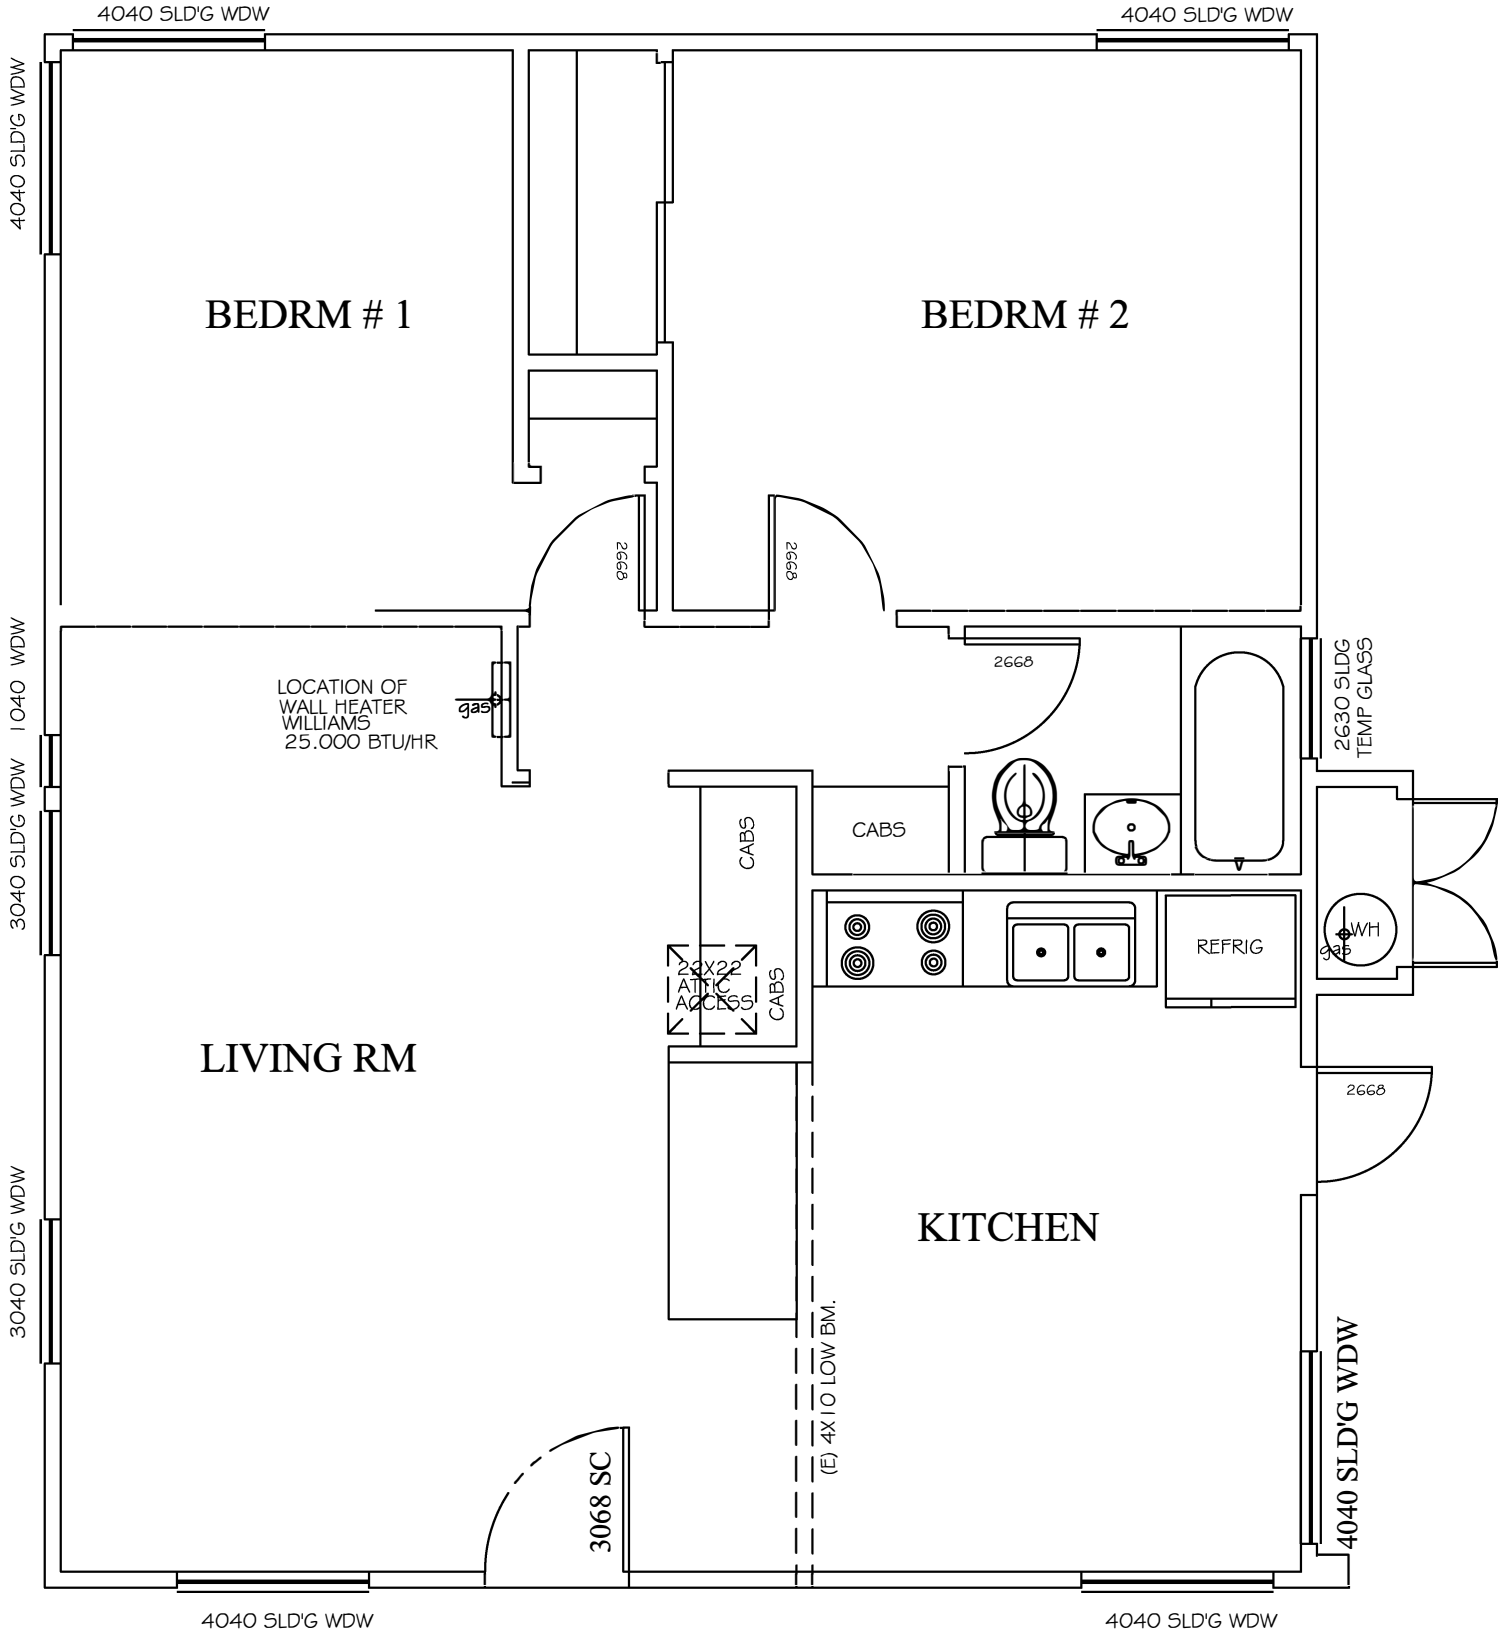 4040 SLD'G WDW
4040 SLD'G WDW
4040 SLD'G WDW
BEDRM # 1
BEDRM # 2
2668
2668
1040 WDW
2668
2630 SLDG
TEMP GLASS
LOCATION OF
WALL HEATER
WILLIAMS
25.000 BTU/HR
gas
3040 SLD'G WDW
CABS
CABS
REFRIG
WH
gas
22X22
ATTIC
ACCESS
CABS
LIVING RM
2668
3040 SLD'G WDW
KITCHEN
(E) 4X10 LOW BM.
4040 SLD'G WDW
3068 SC
4040 SLD'G WDW
4040 SLD'G WDW